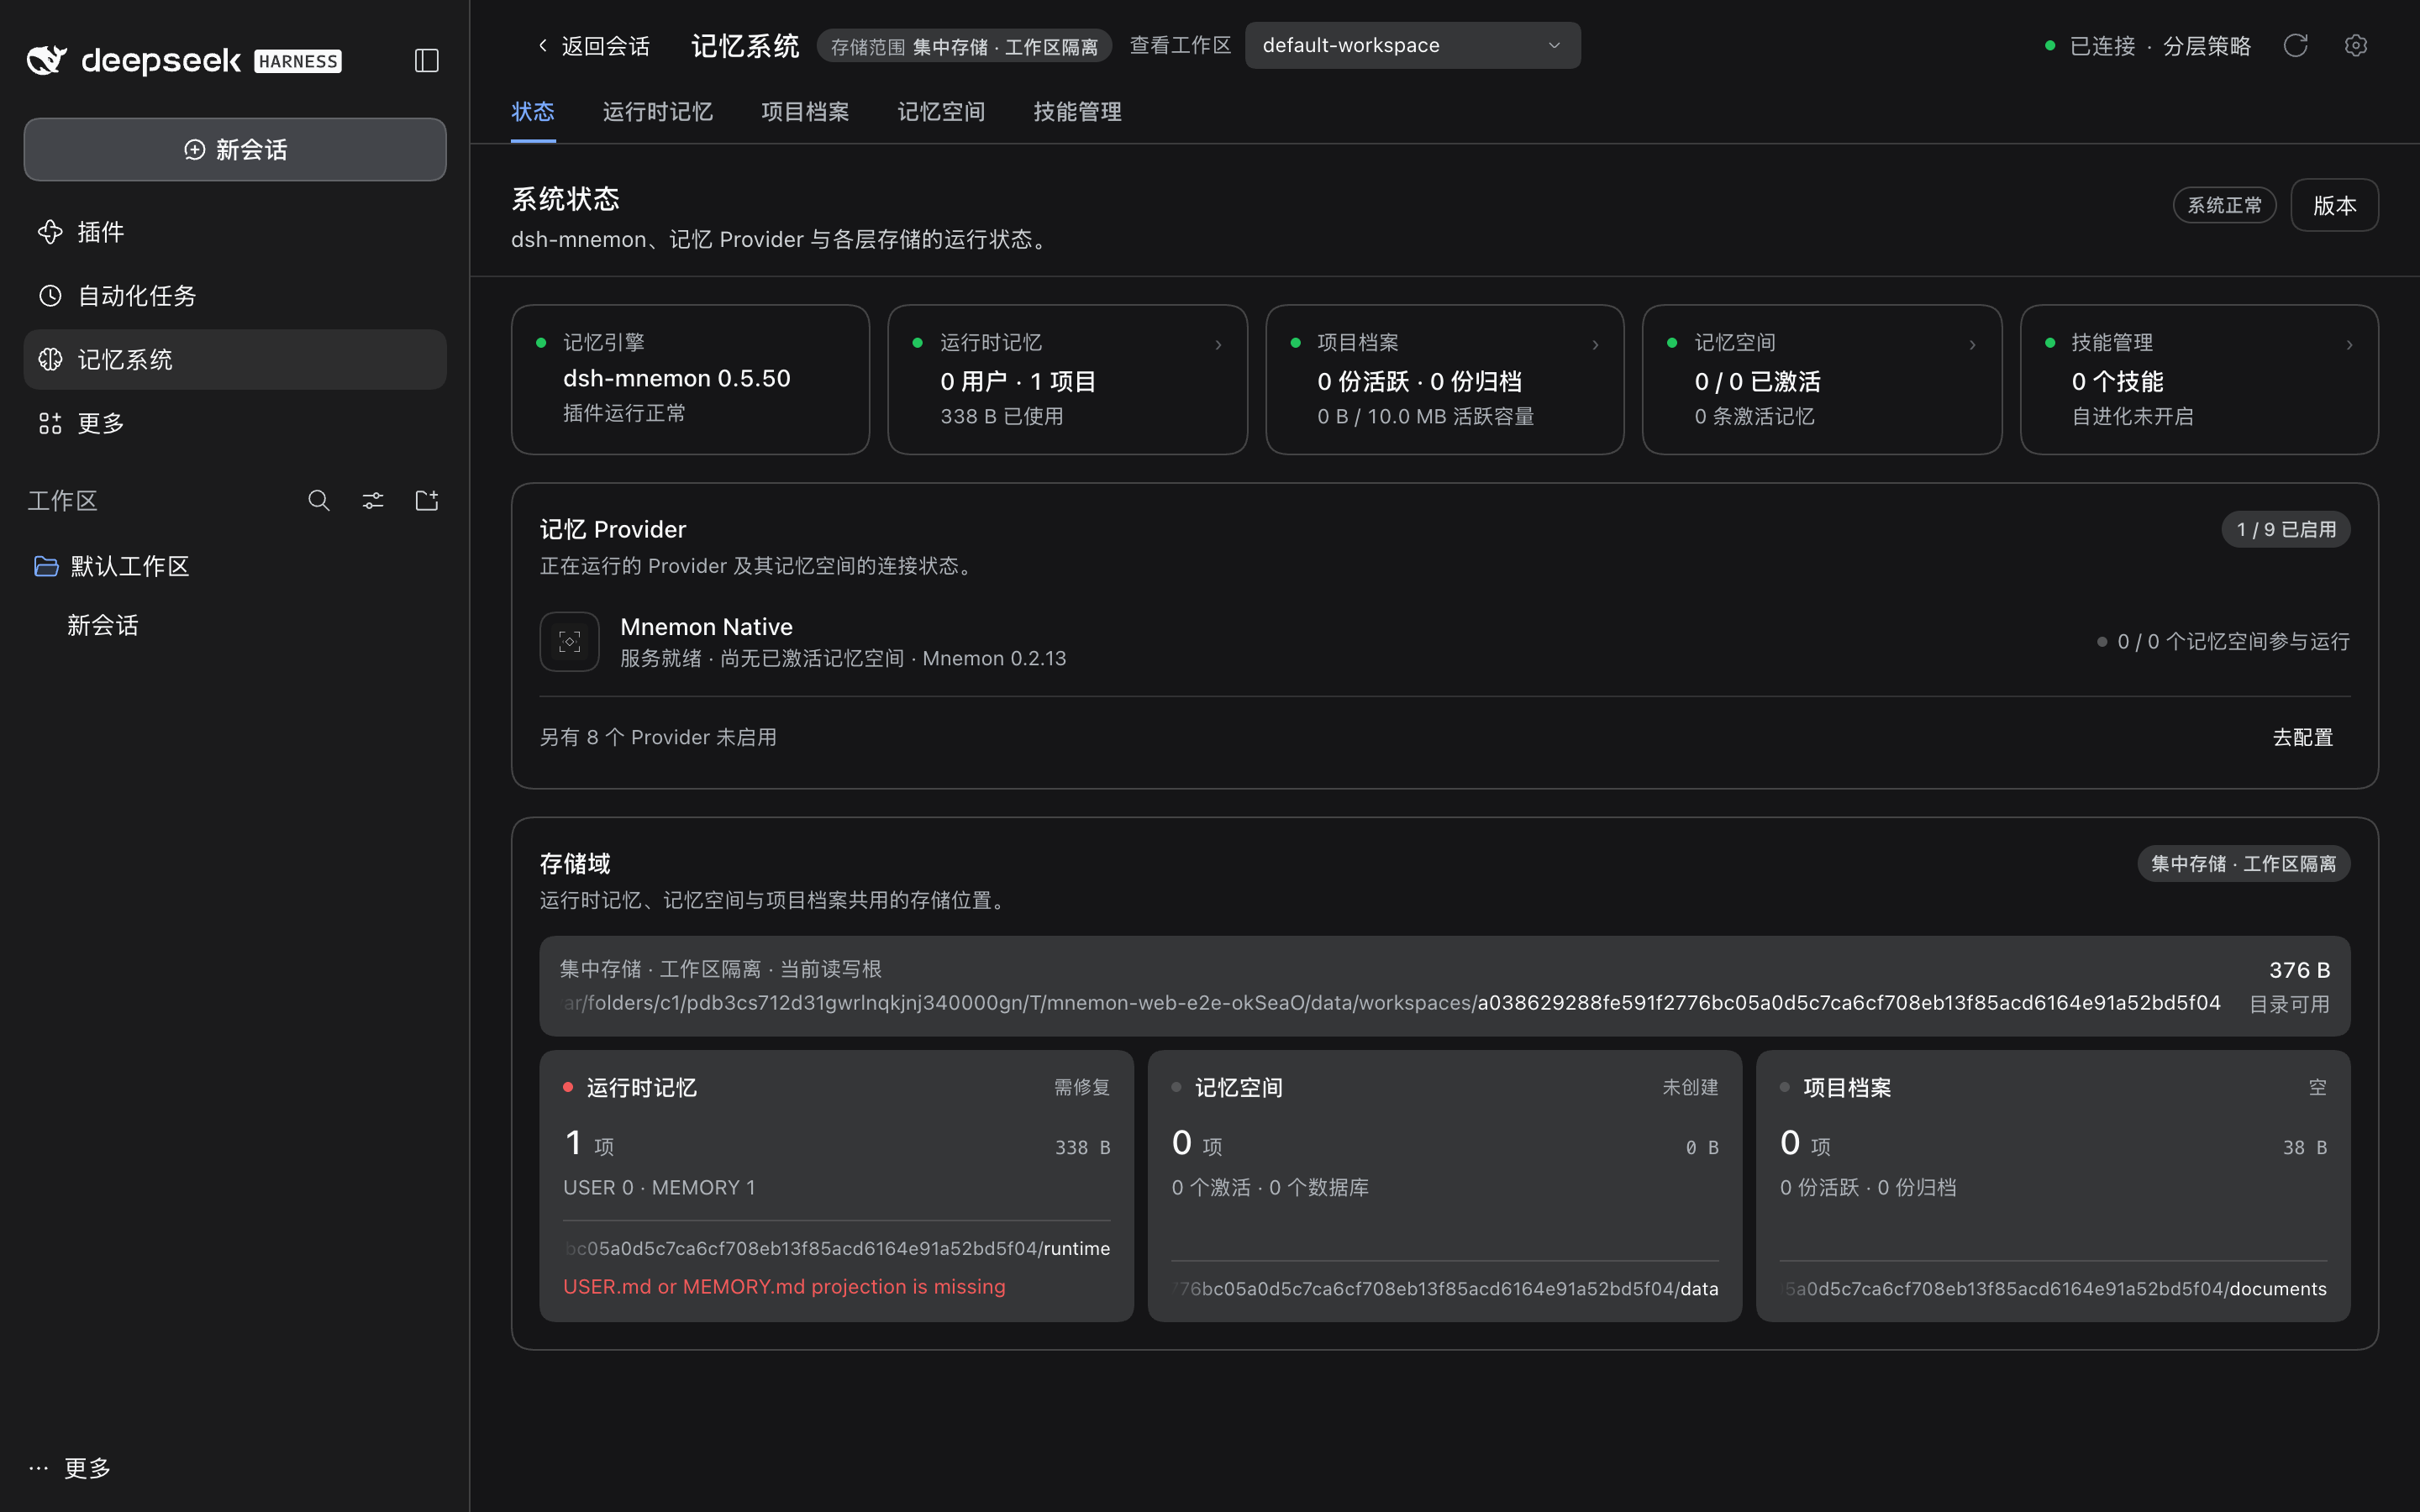 deepseek HARNESS
新会话
插件
自动化任务
记忆系统
更多
工作区
默认工作区
新会话
更多
返回会话
记忆系统
存储范围 集中存储 · 工作区隔离
查看工作区
default-workspace
已连接 · 分层策略
状态
运行时记忆
项目档案
记忆空间
技能管理
系统状态
dsh-mnemon、记忆 Provider 与各层存储的运行状态。
系统正常
版本
记忆引擎
dsh-mnemon 0.5.50
插件运行正常
运行时记忆
0 用户 · 1 项目
338 B 已使用
项目档案
0 份活跃 · 0 份归档
0 B / 10.0 MB 活跃容量
记忆空间
0 / 0 已激活
0 条激活记忆
技能管理
0 个技能
自进化未开启
记忆 Provider
正在运行的 Provider 及其记忆空间的连接状态。
1 / 9 已启用
Mnemon Native
服务就绪 · 尚无已激活记忆空间 · Mnemon 0.2.13
0 / 0 个记忆空间参与运行
另有 8 个 Provider 未启用
去配置
存储域
运行时记忆、记忆空间与项目档案共用的存储位置。
集中存储 · 工作区隔离
集中存储 · 工作区隔离 · 当前读写根
376 B
ar/folders/c1/pdb3cs712d31gwrlnqkjnj340000gn/T/mnemon-web-e2e-okSeaO/data/workspaces/a038629288fe591f2776bc05a0d5c7ca6cf708eb13f85acd6164e91a52bd5f04
目录可用
运行时记忆
需修复
1 项
338 B
USER 0 · MEMORY 1
bc05a0d5c7ca6cf708eb13f85acd6164e91a52bd5f04/runtime
USER.md or MEMORY.md projection is missing
记忆空间
未创建
0 项
0 B
0 个激活 · 0 个数据库
776bc05a0d5c7ca6cf708eb13f85acd6164e91a52bd5f04/data
项目档案
空
0 项
38 B
0 份活跃 · 0 份归档
5a0d5c7ca6cf708eb13f85acd6164e91a52bd5f04/documents